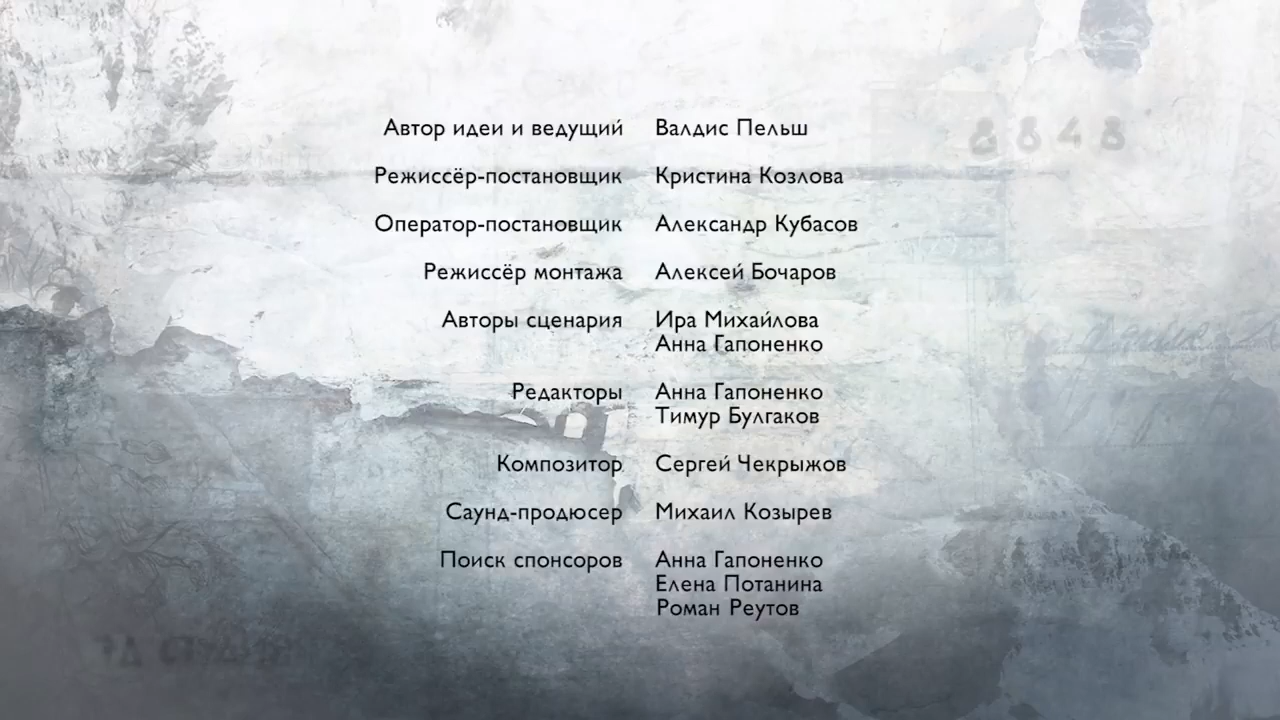 Автор идеи и ведущий Валдис Пельш
Режиссёр-постановщик Кристина Козлова
Оператор-постановщик Александр Кубасов
Режиссёр монтажа Алексей Бочаров
Авторы сценария Ира Михайлова
Анна Гапоненко
Редакторы Анна Гапоненко
Тимур Булгаков
Композитор Сергей Чекрыжов
Саунд-продюсер Михаил Козырев
Поиск спонсоров Анна Гапоненко
Елена Потанина
Роман Реутов
8848